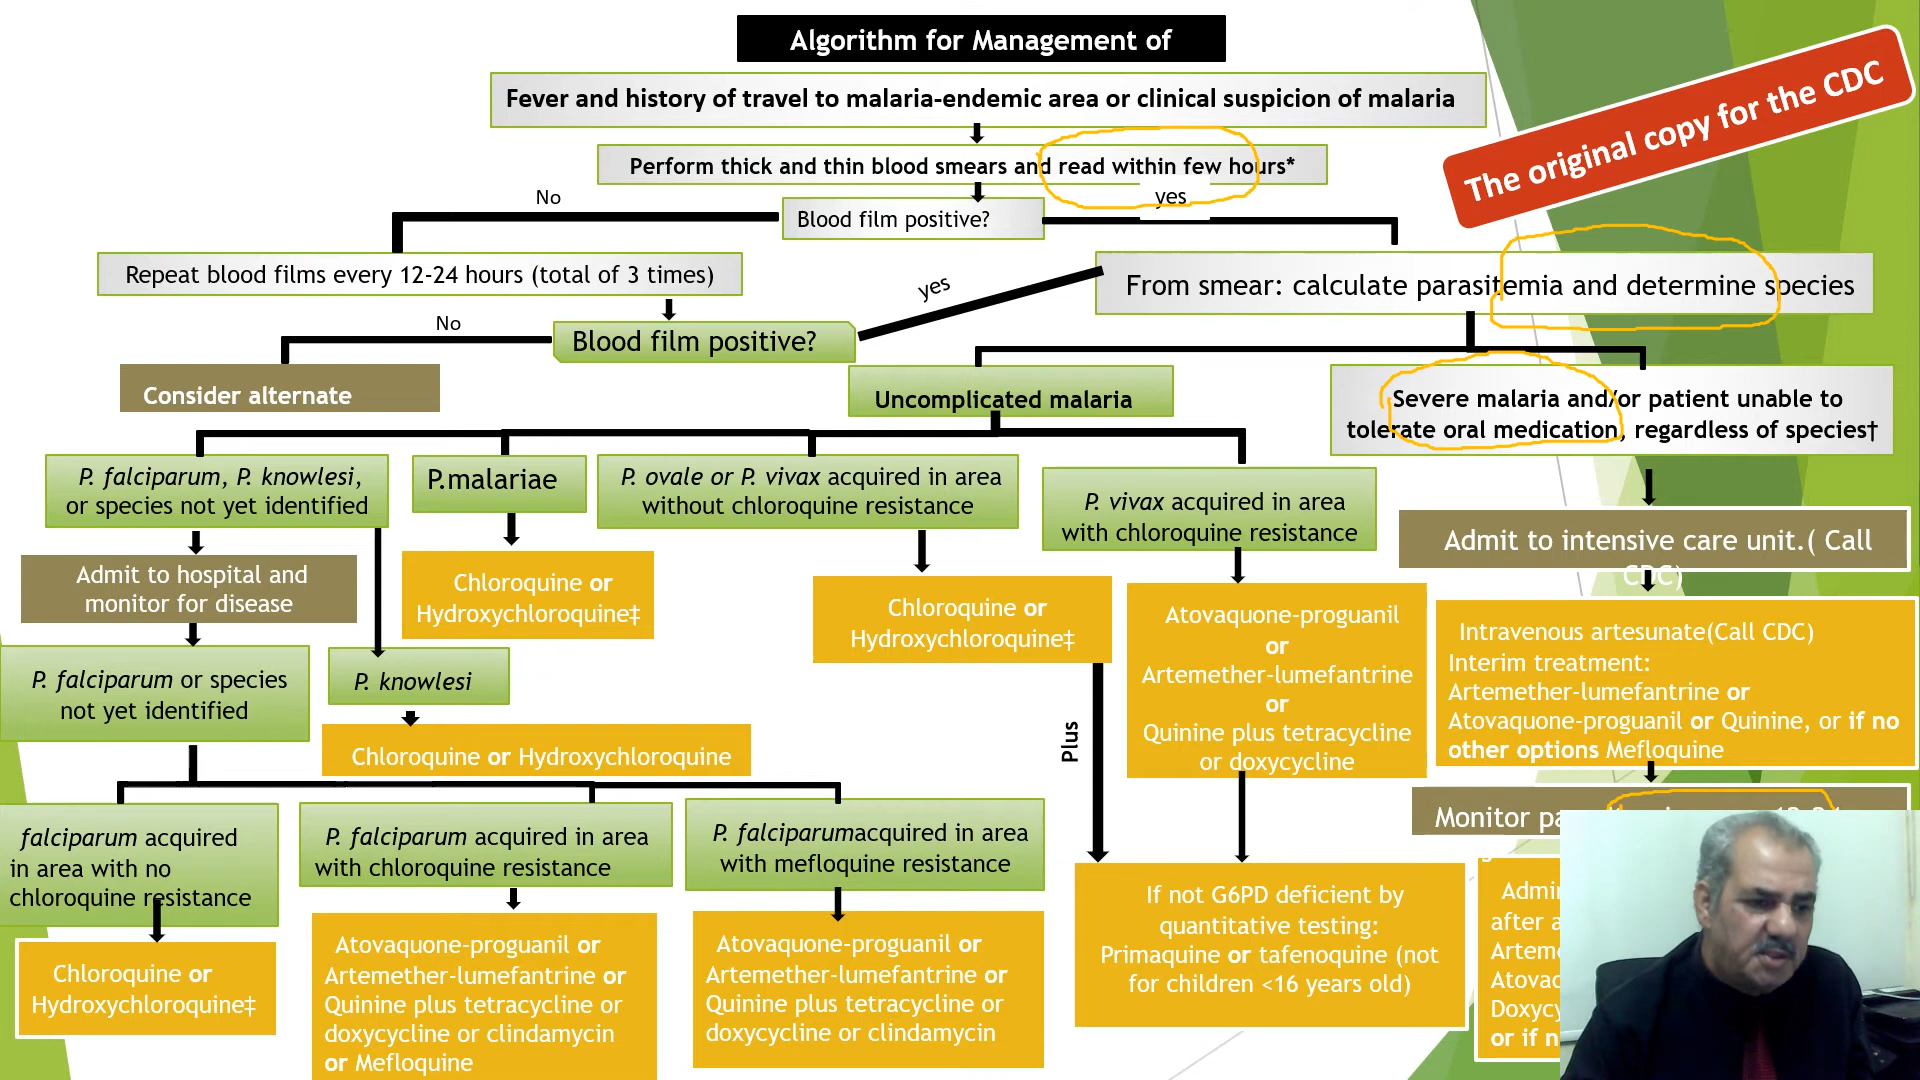 Algorithm for Management of
The original copy for the CDC
Fever and history of travel to malaria-endemic area or clinical suspicion of malaria
Perform thick and thin blood smears and read within few hours*
No
yes
Blood film positive?
Repeat blood films every 12-24 hours (total of 3 times)
yes
From smear: calculate parasitemia and determine species
No
Blood film positive?
Consider alternate
Uncomplicated malaria
Severe malaria and/or patient unable to
tolerate oral medication, regardless of species†
P. falciparum, P. knowlesi,
or species not yet identified
P.malariae
P. ovale or P. vivax acquired in area
without chloroquine resistance
P. vivax acquired in area
with chloroquine resistance
Admit to intensive care unit.( Call
CDC)
Admit to hospital and
monitor for disease
Chloroquine or
Hydroxychloroquine‡
Chloroquine or
Hydroxychloroquine‡
Atovaquone-proguanil
or
Artemether-lumefantrine
or
Quinine plus tetracycline
or doxycycline
Intravenous artesunate(Call CDC)
Interim treatment:
Artemether-lumefantrine or
Atovaquone-proguanil or Quinine, or if no
other options Mefloquine
P. falciparum or species
not yet identified
P. knowlesi
Chloroquine or Hydroxychloroquine
Plus
Monitor
falciparum acquired
in area with no
chloroquine resistance
P. falciparum acquired in area
with chloroquine resistance
P. falciparumacquired in area
with mefloquine resistance
If not G6PD deficient by
quantitative testing:
Primaquine or tafenoquine (not
for children <16 years old)
after
or if
Chloroquine or
Hydroxychloroquine‡
Atovaquone-proguanil or
Artemether-lumefantrine or
Quinine plus tetracycline or
doxycycline or clindamycin
or Mefloquine
Atovaquone-proguanil or
Artemether-lumefantrine or
Quinine plus tetracycline or
doxycycline or clindamycin